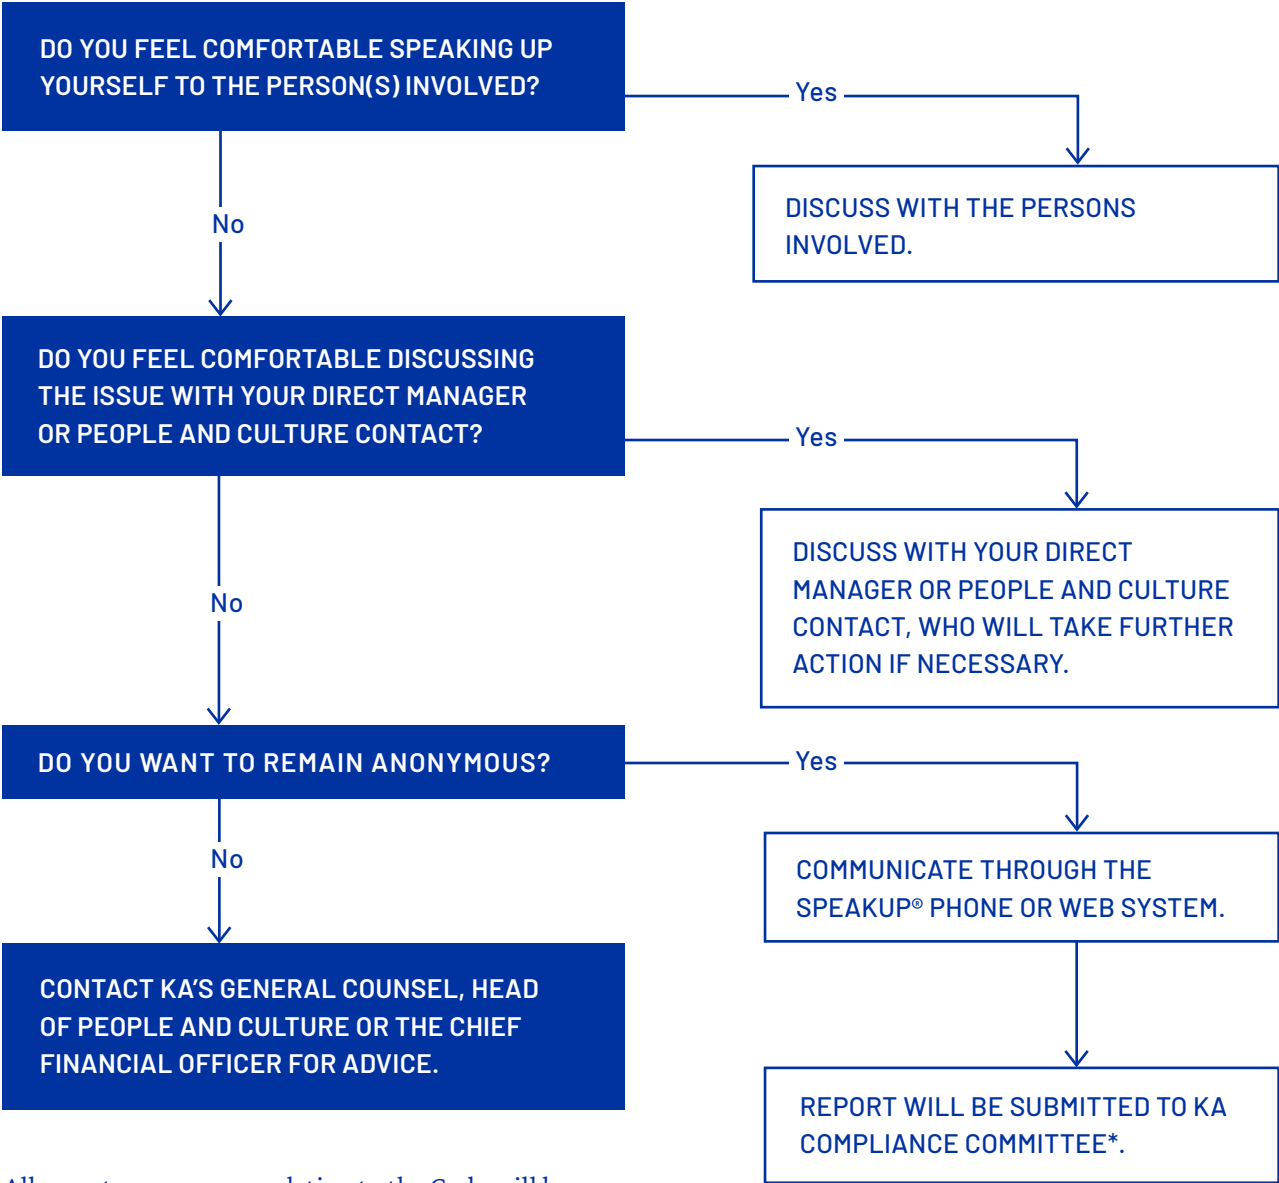 DO YOU FEEL COMFORTABLE SPEAKING UP
YOURSELF TO THE PERSON(S) INVOLVED?
Yes
DISCUSS WITH THE PERSONS
INVOLVED.
No
DO YOU FEEL COMFORTABLE DISCUSSING
THE ISSUE WITH YOUR DIRECT MANAGER
OR PEOPLE AND CULTURE CONTACT?
Yes
DISCUSS WITH YOUR DIRECT
MANAGER OR PEOPLE AND CULTURE
CONTACT, WHO WILL TAKE FURTHER
ACTION IF NECESSARY.
No
DO YOU WANT TO REMAIN ANONYMOUS?
Yes
COMMUNICATE THROUGH THE
SPEAKUP® PHONE OR WEB SYSTEM.
No
CONTACT KA'S GENERAL COUNSEL, HEAD
OF PEOPLE AND CULTURE OR THE CHIEF
FINANCIAL OFFICER FOR ADVICE.
REPORT WILL BE SUBMITTED TO KA
COMPLIANCE COMMITTEE*.